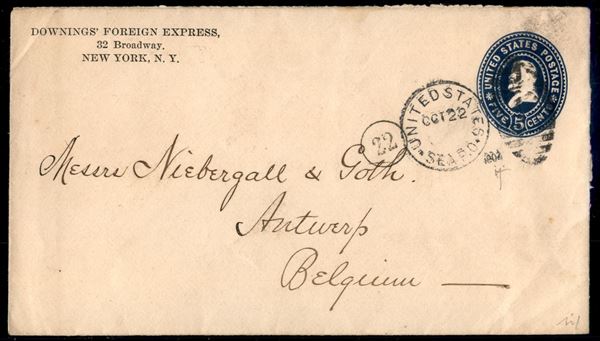 DOWNINGS' FOREIGN EXPRESS,
32 Broadway,
NEW YORK, N. Y.
UNITED STATES POSTAGE
FIVE 5 CENTS
UNITED STATES
OCT 22
SEA P.O.
22
Messrs Niebergall & Goth.
Antwerp
Belgium